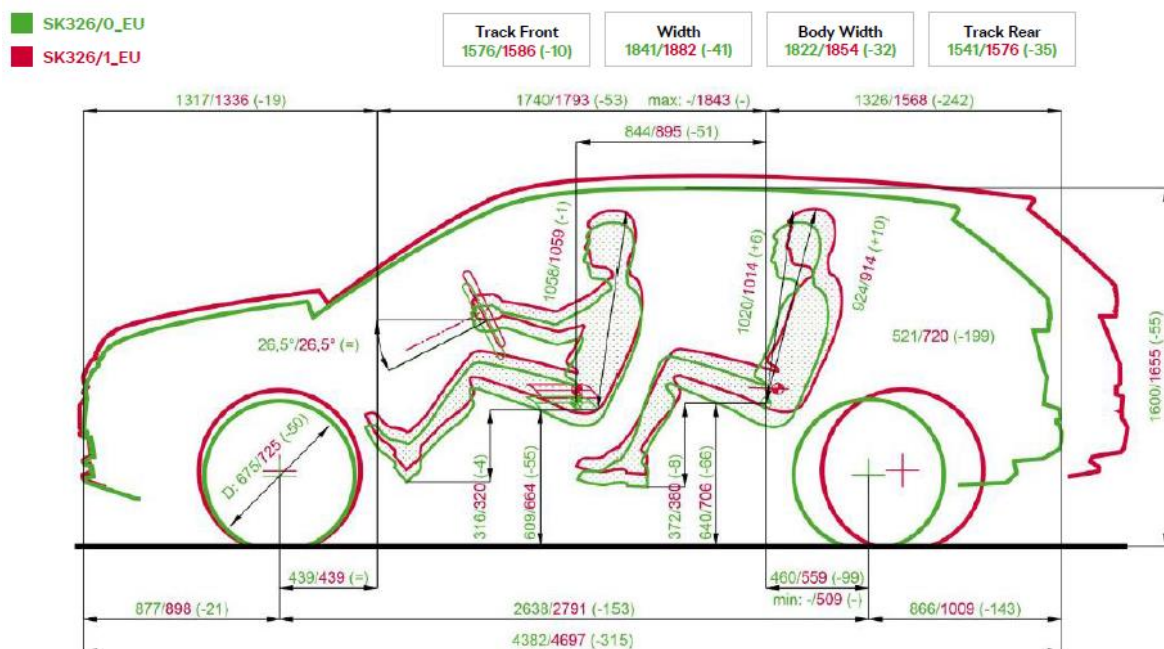 SK326/0_EU
SK326/1_EU
Track Front
1576/1586 (-10)
Width
1841/1882 (-41)
Body Width
1822/1854 (-32)
Track Rear
1541/1576 (-35)
1317/1336 (-19)
1740/1793 (-53) max: -/1843 (-)
1326/1568 (-242)
844/895 (-51)
1058/1059 (-1)
1020/1014 (+6)
924/914 (+10)
26,5°/26,5° (=)
521/720 (-199)
1600/1655 (-55)
D: 675/725 (-50)
316/320 (-4)
609/664 (-55)
372/380 (-8)
640/706 (-66)
439/439 (=)
460/559 (-99)
min: -/509 (-)
877/898 (-21)
2638/2791 (-153)
866/1009 (-143)
4382/4697 (-315)